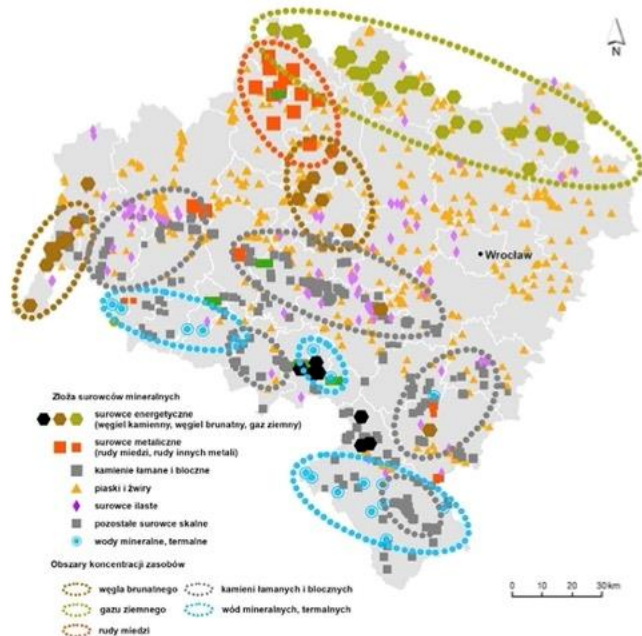 N
Wrocław
Złoża surowców mineralnych
surowce energetyczne
(węgiel kamienny, węgiel brunatny, gaz ziemny)
surowce metaliczne
(rudy miedzi, rudy innych metali)
kamienie łamane i bloczne
piaski i żwiry
surowce ilaste
pozostałe surowce skalne
wody mineralne, termalne
Obszary koncentracji zasobów
węgla brunatnego kamieni łamanych i blocznych
gazu ziemnego wód mineralnych, termalnych
rudy miedzi
0 10 20 30 km